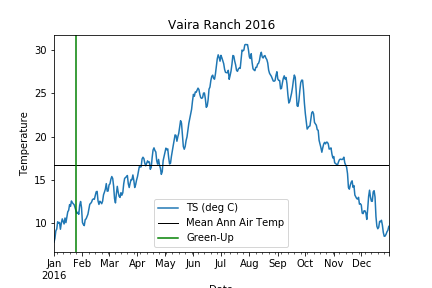 Vaira Ranch 2016
Temperature
30
25
20
15
10
TS (deg C)
Mean Ann Air Temp
Green-Up
Jan Feb Mar Apr May Jun Jul Aug Sep Oct Nov Dec
2016
Date